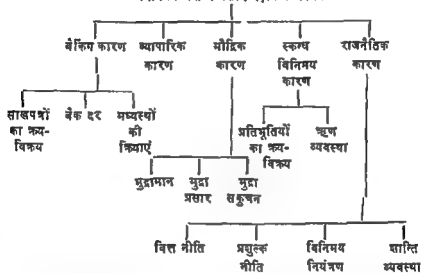 बैंकिंग कारण व्यापारिक कारण मौद्रिक कारण स्कन्ध विनिमय कारण राजनैतिक कारण
साखपत्रों का क्रय-विक्रय बैंक दर मध्यस्थों की क्रियाएं
प्रतिभूतियों का क्रय-विक्रय ऋण व्यवस्था
मुद्रामान मुद्रा प्रसार मुद्रा संकुचन
वित्त नीति प्रशुल्क नीति विनिमय नियंत्रण शान्ति व्यवस्था